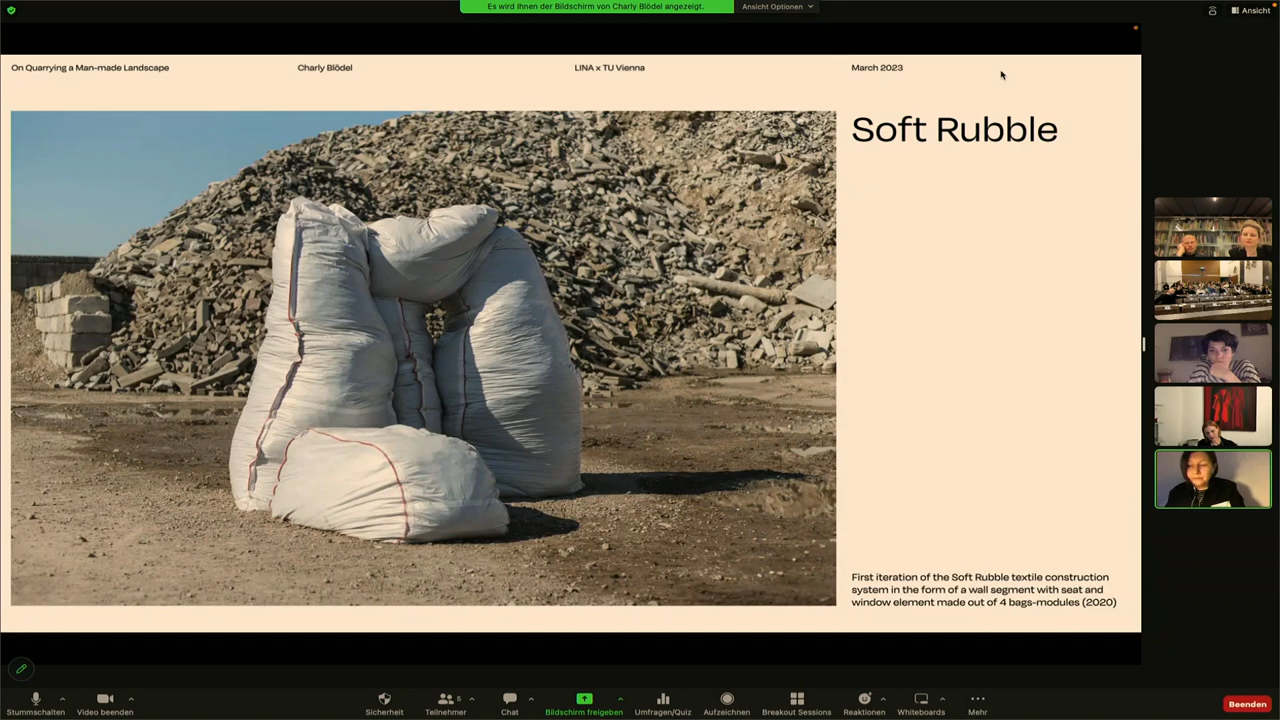 Es wird Ihnen der Bildschirm von Charly Blödel angezeigt.
Ansicht Optionen
Ansicht
On Quarrying a Man-made Landscape
Charly Blödel
LINA x TU Vienna
March 2023
Soft Rubble
First iteration of the Soft Rubble textile construction
system in the form of a wall segment with seat and
window element made out of 4 bags-modules (2020)
Stummschalten
Video beenden
Sicherheit
Teilnehmer
5
Chat
Bildschirm freigeben
Umfragen/Quiz
Aufzeichnen
Breakout Sessions
Reaktionen
Whiteboards
Mehr
Beenden